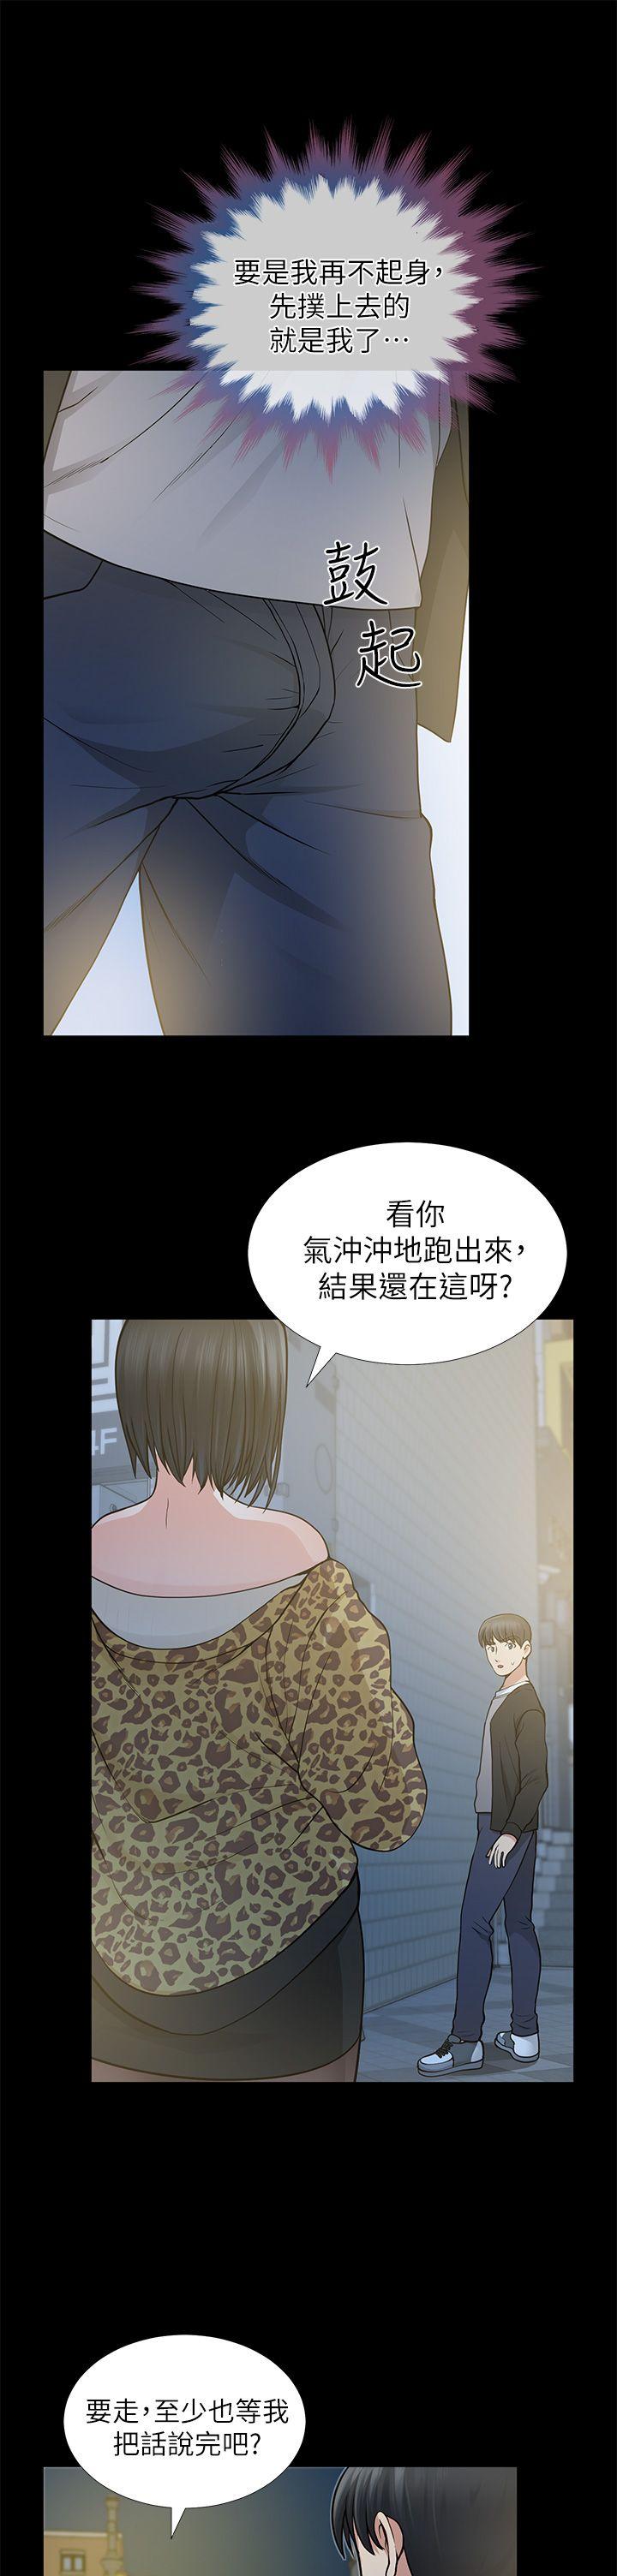 要是我再不起身，
先撲上去的
就是我了…
鼓
起
看你
氣沖沖地跑出來，
結果還在這呀?
4F
要走，至少也等我
把話說完吧?